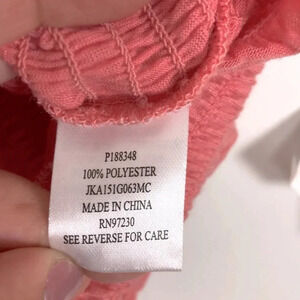 P188348
100% POLYESTER
JKA151G063MC
MADE IN CHINA
RN97230
SEE REVERSE FOR CARE